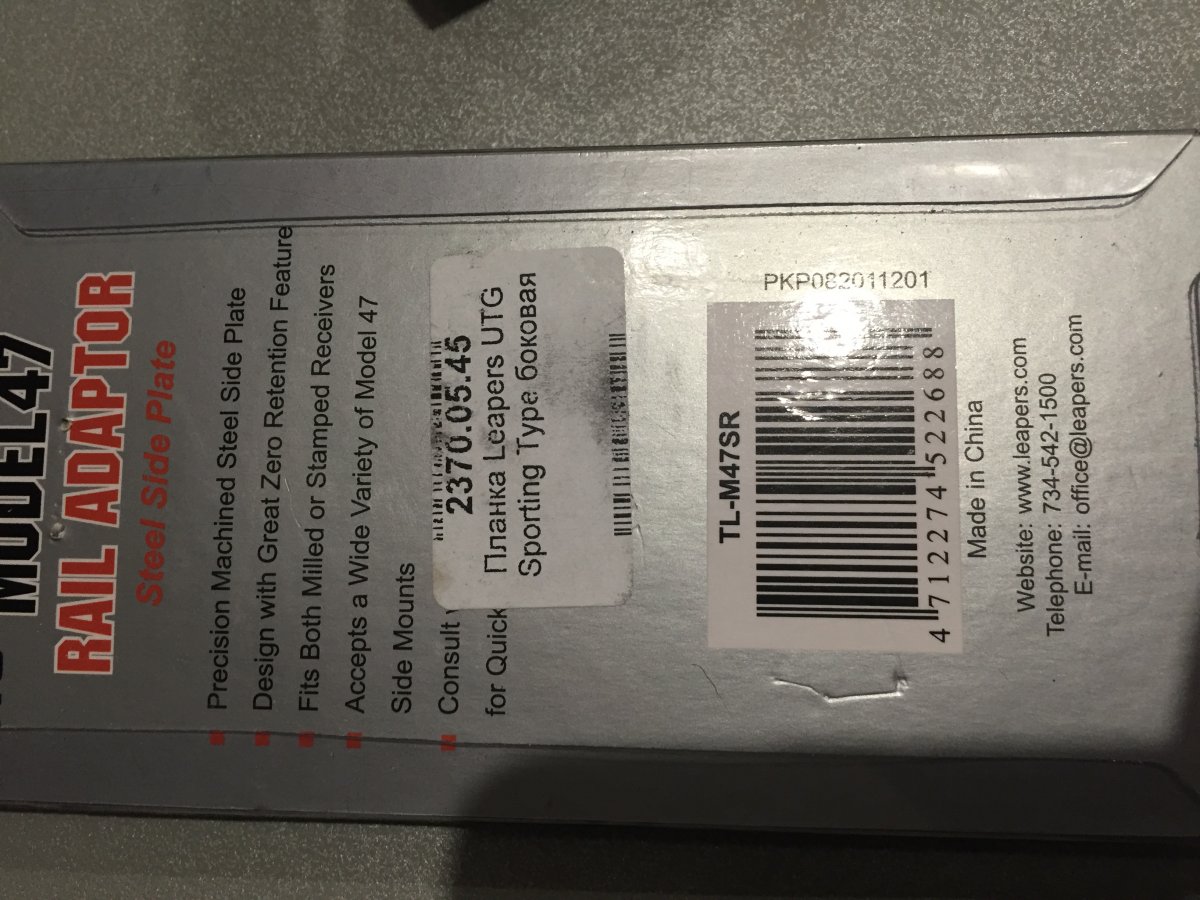 MODEL47
RAIL ADAPTOR
Steel Side Plate
Precision Machined Steel Side Plate
Design with Great Zero Retention Feature
Fits Both Milled or Stamped Receivers
Accepts a Wide Variety of Model 47
Side Mounts
Consult
for Quick
2370.05.45
Планка Leapers UTG
Sporting Type боковая
PKP082011201
TL-M47SR
4 712274 522688
Made in China
Website: www.leapers.com
Telephone: 734-542-1500
E-mail: office@leapers.com